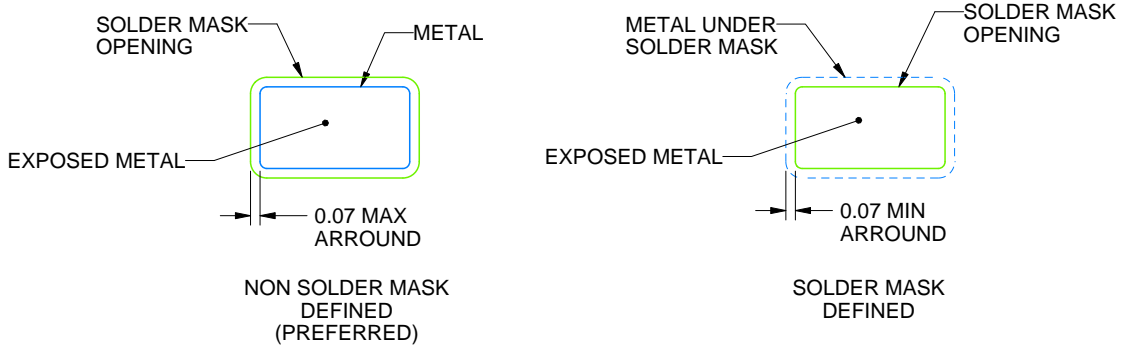 SOLDER MASK
OPENING
METAL
EXPOSED METAL
0.07 MAX
ARROUND
NON SOLDER MASK
DEFINED
(PREFERRED)
METAL UNDER
SOLDER MASK
SOLDER MASK
OPENING
EXPOSED METAL
0.07 MIN
ARROUND
SOLDER MASK
DEFINED